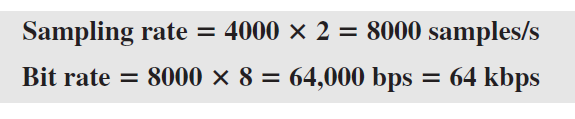 Sampling rate = 4000 × 2 = 8000 samples/s
Bit rate = 8000 × 8 = 64,000 bps = 64 kbps